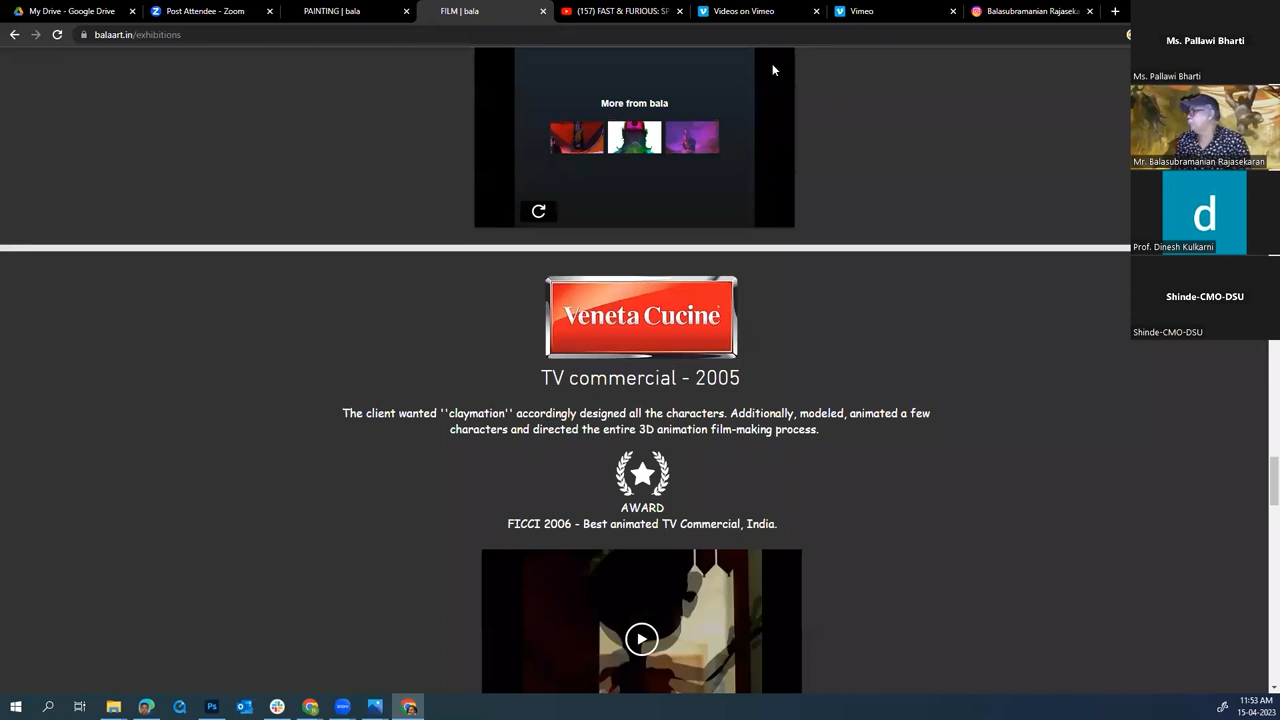 My Drive - Google Drive
Post Attendee - Zoom
PAINTING | bala
FILM | bala
(157) FAST & FURIOUS: SP
Videos on Vimeo
Vimeo
Balasubramanian Rajasek
balaart.in/exhibitions
Ms. Pallawi Bharti
Ms. Pallawi Bharti
Mr. Balasubramanian Rajasekaran
d
Prof. Dinesh Kulkarni
Shinde-CMO-DSU
Shinde-CMO-DSU
More from bala
Veneta Cucine
TV commercial - 2005
The client wanted ''claymation'' accordingly designed all the characters. Additionally, modeled, animated a few
characters and directed the entire 3D animation film-making process.
AWARD
FICCI 2006 - Best animated TV Commercial, India.
Ps
zoom
11:53 AM
15-04-2023